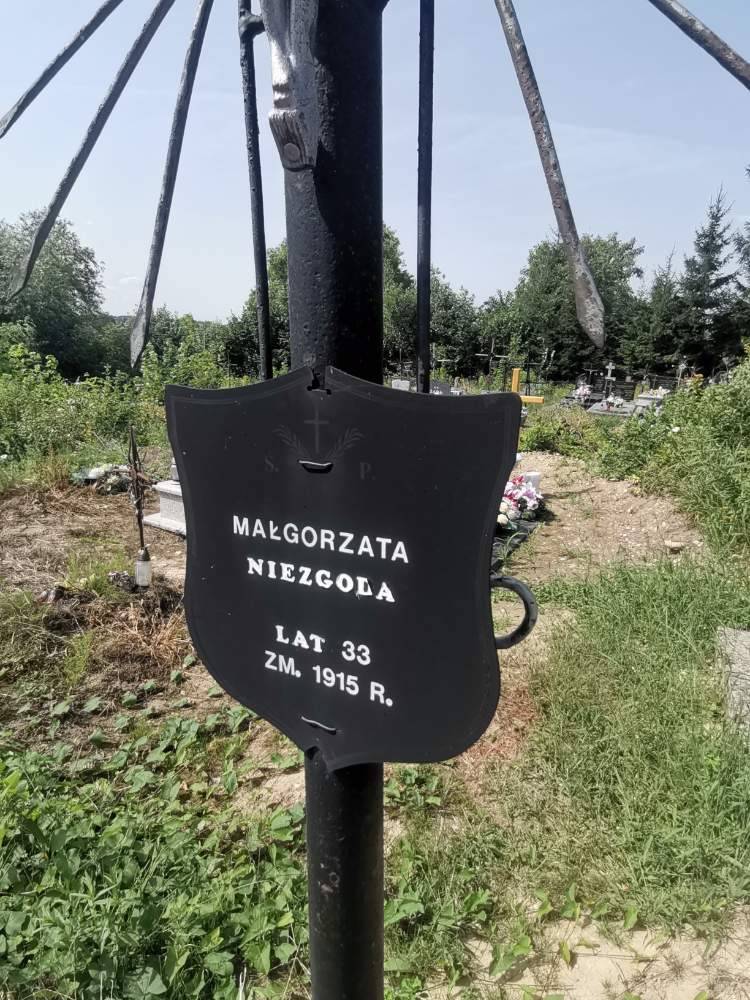 Ś. P.
MAŁGORZATA
NIEZGODA
LAT 33
ZM. 1915 R.